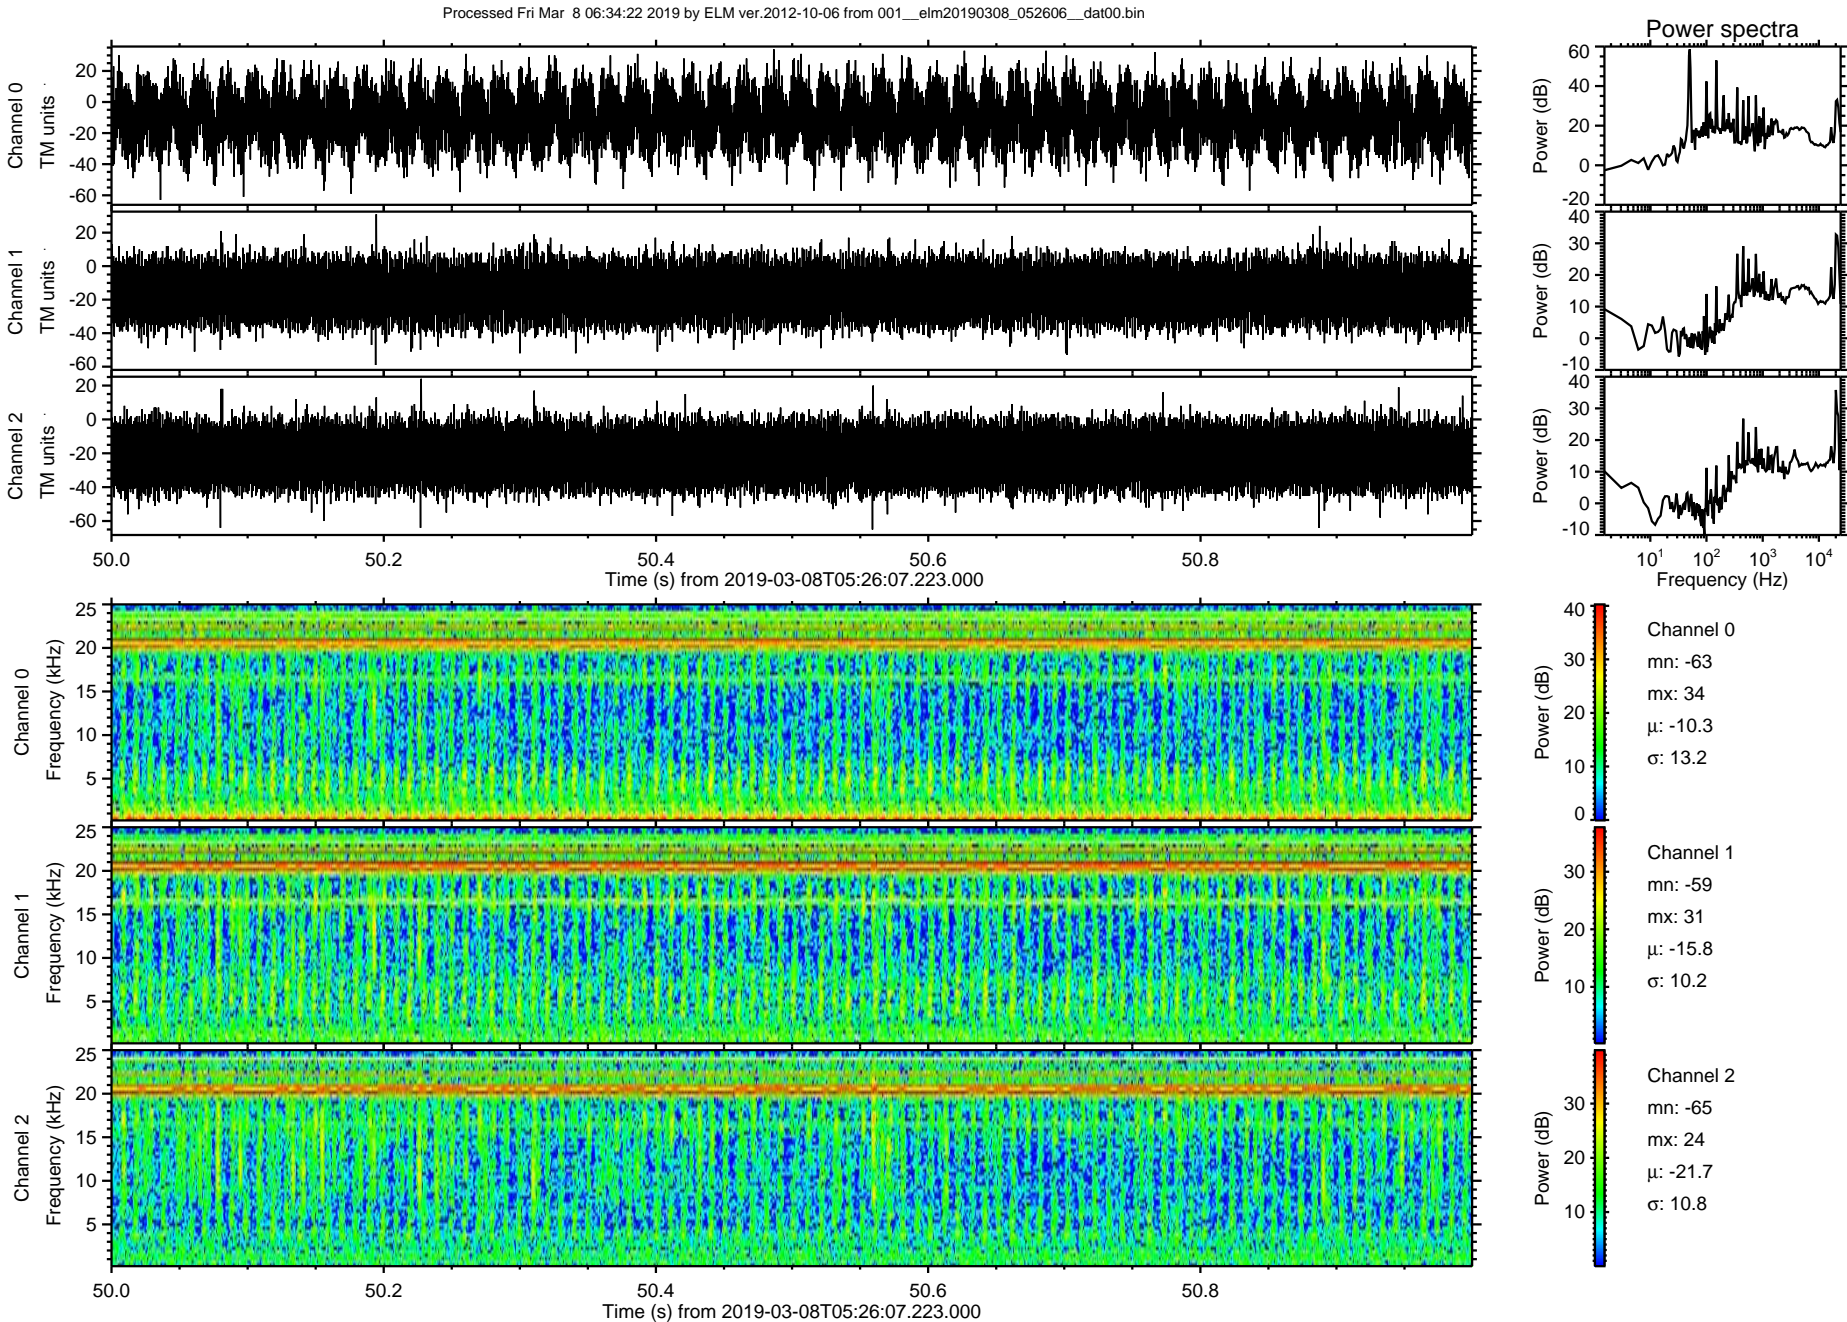 Processed Fri Mar 8 06:34:22 2019 by ELM ver.2012-10-06 from 001__elm20190308_052606__dat00.bin
Power spectra
Channel 0
TM units
20
0
-20
-40
-60
Power (dB)
60
40
20
0
-20
Channel 1
TM units
20
0
-20
-40
-60
Power (dB)
40
30
20
10
0
-10
Channel 2
TM units
20
0
-20
-40
-60
Power (dB)
40
30
20
10
0
-10
50.0 50.2 50.4 50.6 50.8
Time (s) from 2019-03-08T05:26:07.223.000
10¹ 10² 10³ 10⁴
Frequency (Hz)
Channel 0
Frequency (kHz)
25
20
15
10
5
Power (dB)
40
30
20
10
0
Channel 0
mn: -63
mx: 34
μ: -10.3
σ: 13.2
Channel 1
Frequency (kHz)
25
20
15
10
5
Power (dB)
30
20
10
Channel 1
mn: -59
mx: 31
μ: -15.8
σ: 10.2
Channel 2
Frequency (kHz)
25
20
15
10
5
Power (dB)
30
20
10
Channel 2
mn: -65
mx: 24
μ: -21.7
σ: 10.8
50.0 50.2 50.4 50.6 50.8
Time (s) from 2019-03-08T05:26:07.223.000